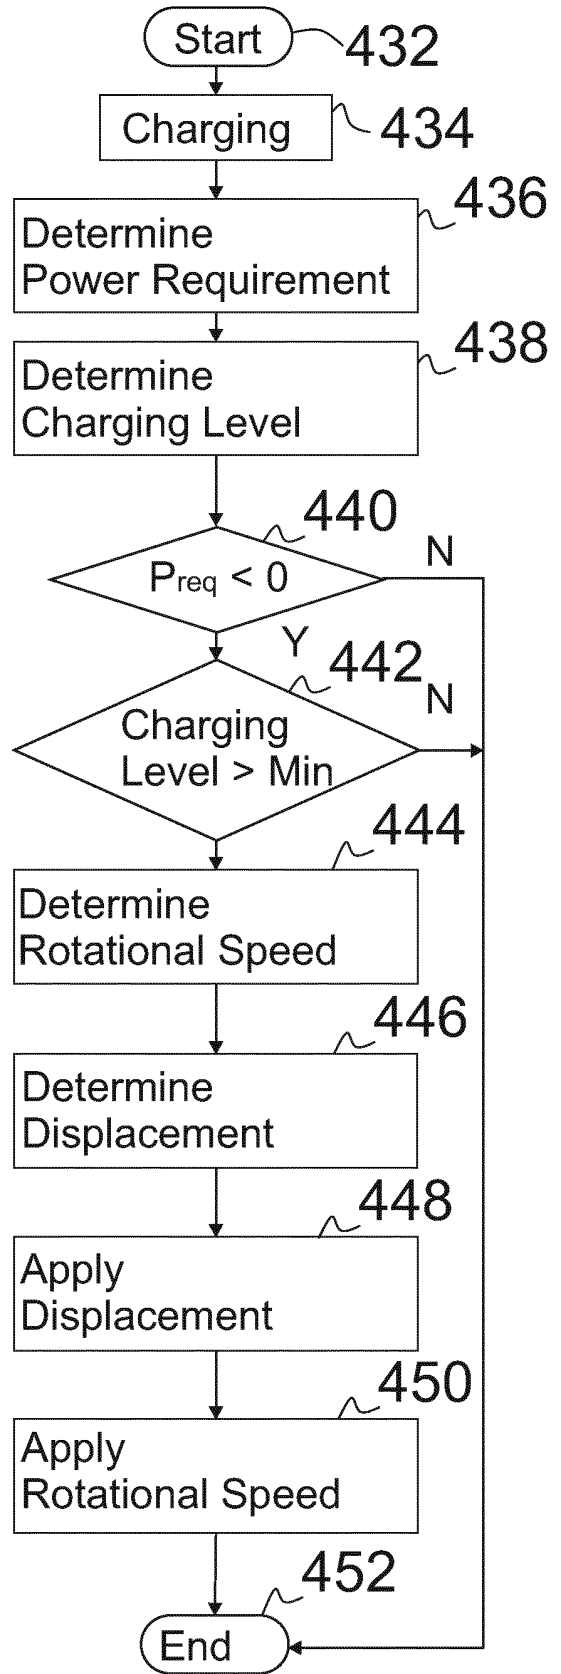 Start
432
Charging
434
436
Determine
Power Requirement
438
Determine
Charging Level
440
Preq < 0
N
Y
442
N
Charging
Level > Min
444
Determine
Rotational Speed
446
Determine
Displacement
448
Apply
Displacement
450
Apply
Rotational Speed
452
End